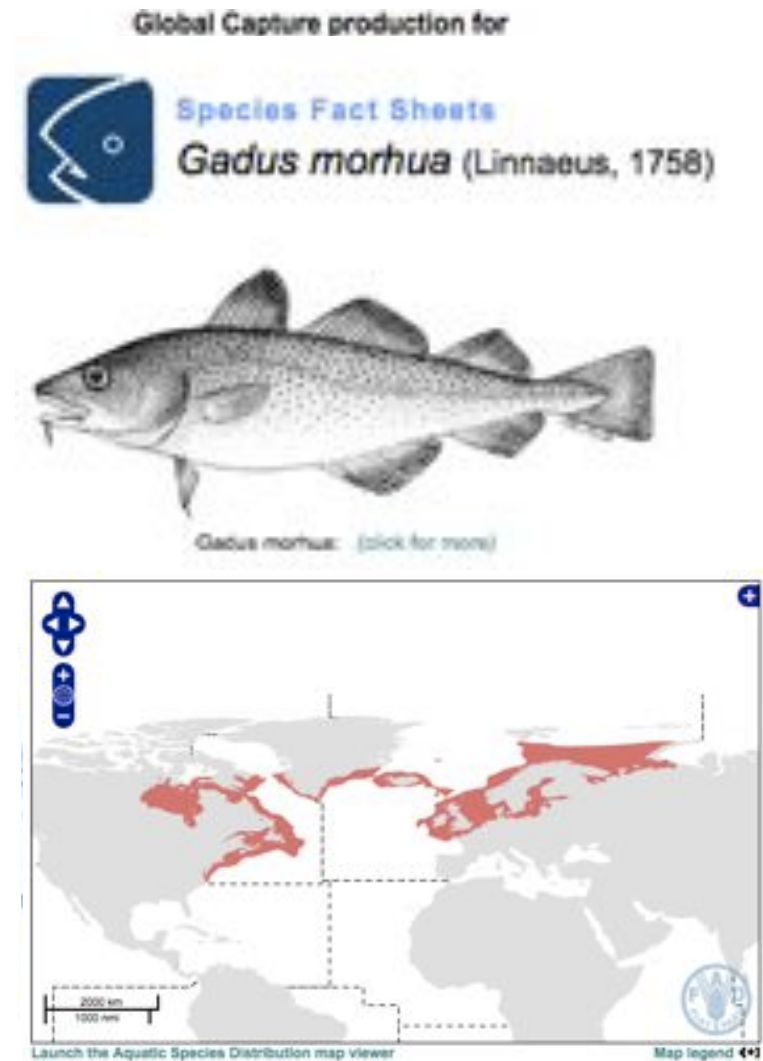 Global Capture production for
Species Fact Sheets
Gadus morhua (Linnaeus, 1758)
Gadus morhua: (click for more)
2000 km
1000 nmi
Launch the Aquatic Species Distribution map viewer
Map legend